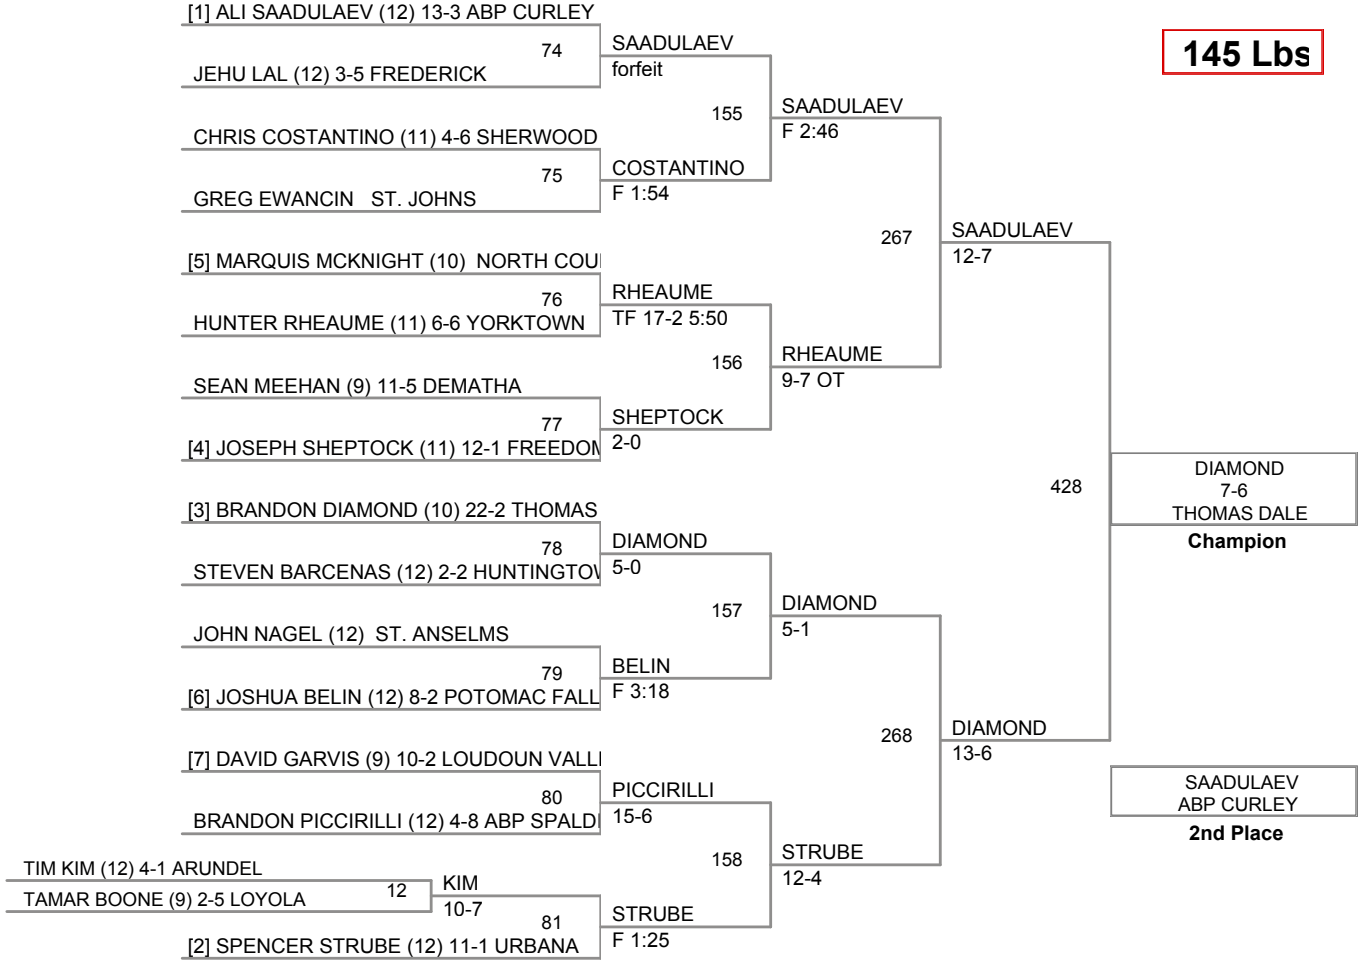 [1] ALI SAADULAEV (12) 13-3 ABP CURLEY
74
SAADULAEV
forfeit
JEHU LAL (12) 3-5 FREDERICK
145 Lbs
155
SAADULAEV
F 2:46
CHRIS COSTANTINO (11) 4-6 SHERWOOD
75
COSTANTINO
F 1:54
GREG EWANCIN ST. JOHNS
267
SAADULAEV
12-7
[5] MARQUIS MCKNIGHT (10) NORTH COU
76
RHEAUME
TF 17-2 5:50
HUNTER RHEAUME (11) 6-6 YORKTOWN
156
RHEAUME
9-7 OT
SEAN MEEHAN (9) 11-5 DEMATHA
77
SHEPTOCK
2-0
[4] JOSEPH SHEPTOCK (11) 12-1 FREEDOM
428
DIAMOND
7-6
THOMAS DALE
Champion
[3] BRANDON DIAMOND (10) 22-2 THOMAS
78
DIAMOND
5-0
STEVEN BARCENAS (12) 2-2 HUNTINGTOW
157
DIAMOND
5-1
JOHN NAGEL (12) ST. ANSELMS
79
BELIN
F 3:18
[6] JOSHUA BELIN (12) 8-2 POTOMAC FALL
268
DIAMOND
13-6
[7] DAVID GARVIS (9) 10-2 LOUDOUN VALL
80
PICCIRILLI
15-6
BRANDON PICCIRILLI (12) 4-8 ABP SPALD
SAADULAEV
ABP CURLEY
2nd Place
158
STRUBE
12-4
TIM KIM (12) 4-1 ARUNDEL
12
KIM
10-7
TAMAR BOONE (9) 2-5 LOYOLA
81
STRUBE
F 1:25
[2] SPENCER STRUBE (12) 11-1 URBANA